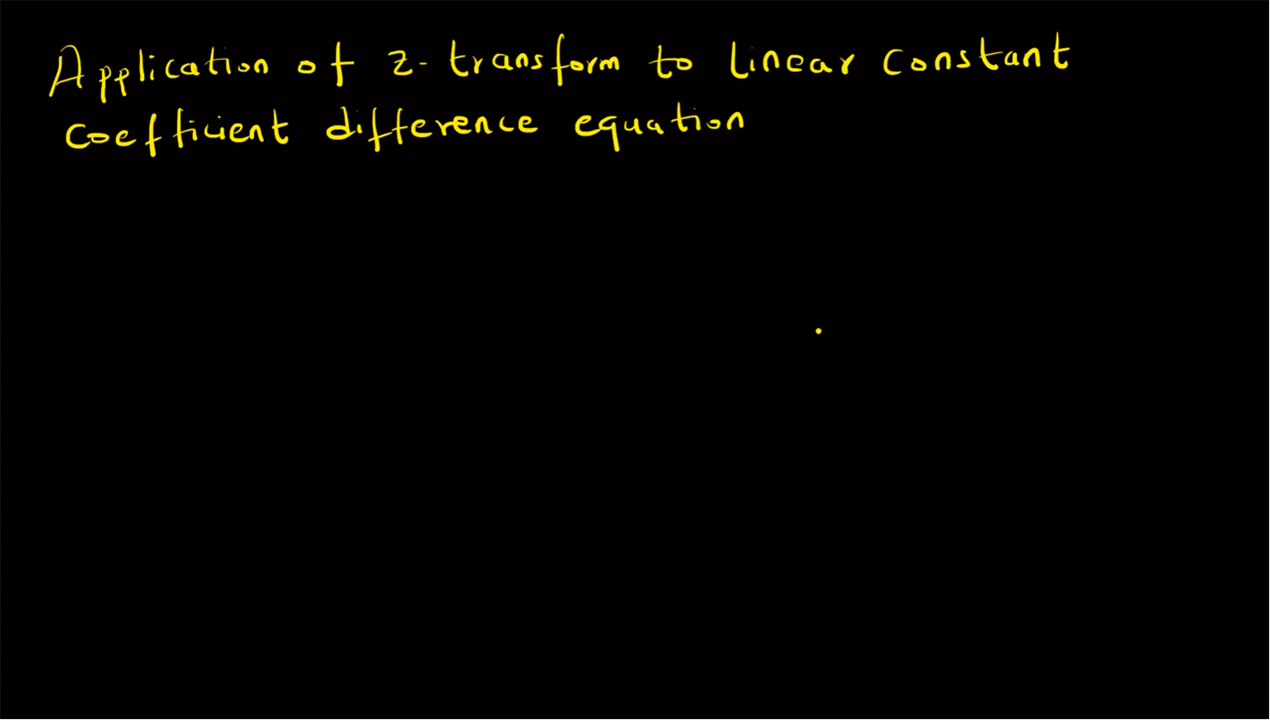 Application of z-transform to linear constant
coefficient difference equation